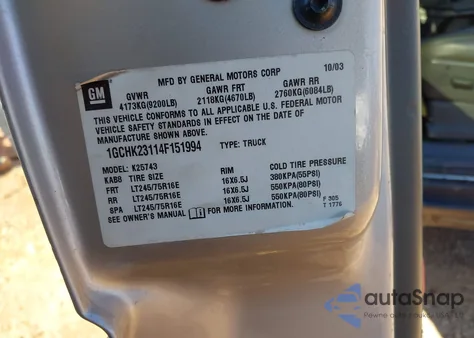 GM
MFD BY GENERAL MOTORS CORP 10/03
GVWR GAWR FRT GAWR RR
4173KG(9200LB) 2118KG(4670LB) 2760KG(6084LB)
THIS VEHICLE CONFORMS TO ALL APPLICABLE U.S. FEDERAL MOTOR
VEHICLE SAFETY STANDARDS IN EFFECT ON THE DATE OF
MANUFACTURE SHOWN ABOVE.
1GCHK23114F151994 TYPE: TRUCK
MODEL: K25743
KABB TIRE SIZE RIM COLD TIRE PRESSURE
FRT LT245/75R16E 16X6.5J 380KPA(55PSI)
RR LT245/75R16E 16X6.5J 550KPA(80PSI)
SPA LT245/75R16E 16X6.5J 550KPA(80PSI)
SEE OWNER'S MANUAL FOR MORE INFORMATION.
F 305
T 1776
autoSnap